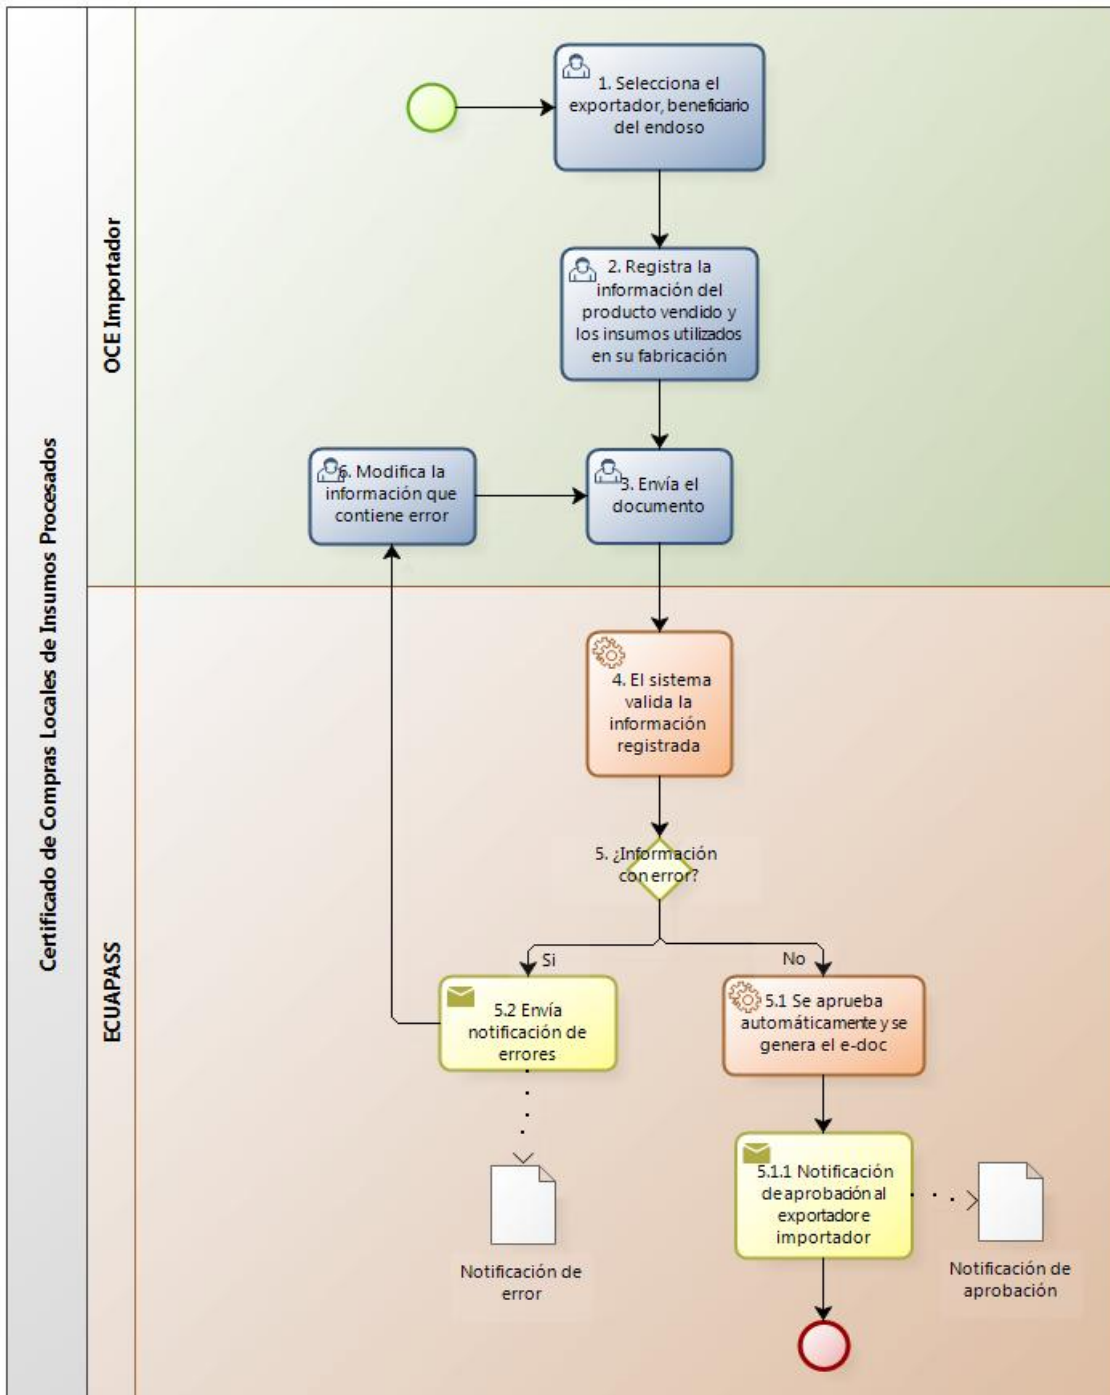 Certificado de Compras Locales de Insumos Procesados
OCE Importador
1. Selecciona el
exportador, beneficiario
del endoso
2. Registra la
información del
producto vendido y
los insumos utilizados
en su fabricación
6. Modifica la
información que
contiene error
3. Envía el
documento
ECUAPASS
4. El sistema
valida la
información
registrada
5. ¿Información
con error?
Si
No
5.2 Envía
notificación de
errores
5.1 Se aprueba
automáticamente y se
genera el e-doc
5.1.1 Notificación
de aprobación al
exportador e
importador
Notificación de
error
Notificación de
aprobación